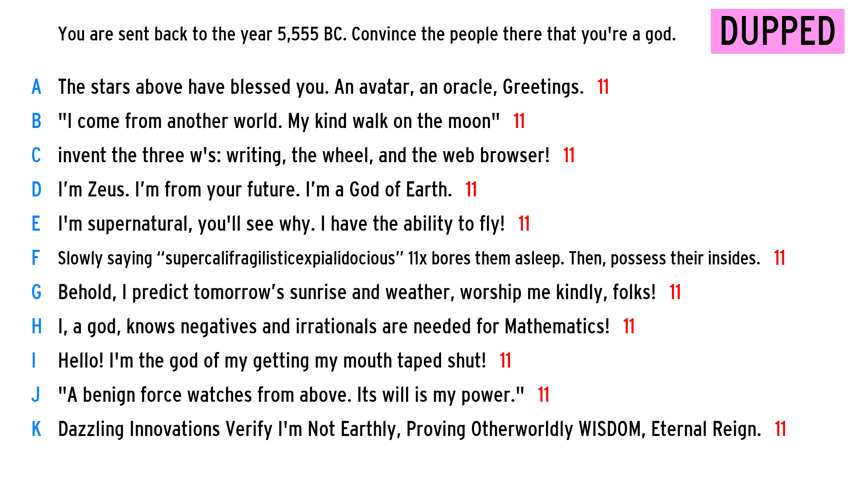 You are sent back to the year 5,555 BC. Convince the people there that you're a god.
DUPPED
A The stars above have blessed you. An avatar, an oracle, Greetings. 11
B "I come from another world. My kind walk on the moon" 11
C invent the three w's: writing, the wheel, and the web browser! 11
D I’m Zeus. I’m from your future. I’m a God of Earth. 11
E I'm supernatural, you'll see why. I have the ability to fly! 11
F Slowly saying “supercalifragilisticexpialidocious” 11x bores them asleep. Then, possess their insides. 11
G Behold, I predict tomorrow’s sunrise and weather, worship me kindly, folks! 11
H I, a god, knows negatives and irrationals are needed for Mathematics! 11
I Hello! I'm the god of my getting my mouth taped shut! 11
J "A benign force watches from above. Its will is my power." 11
K Dazzling Innovations Verify I'm Not Earthly, Proving Otherworldly WISDOM, Eternal Reign. 11